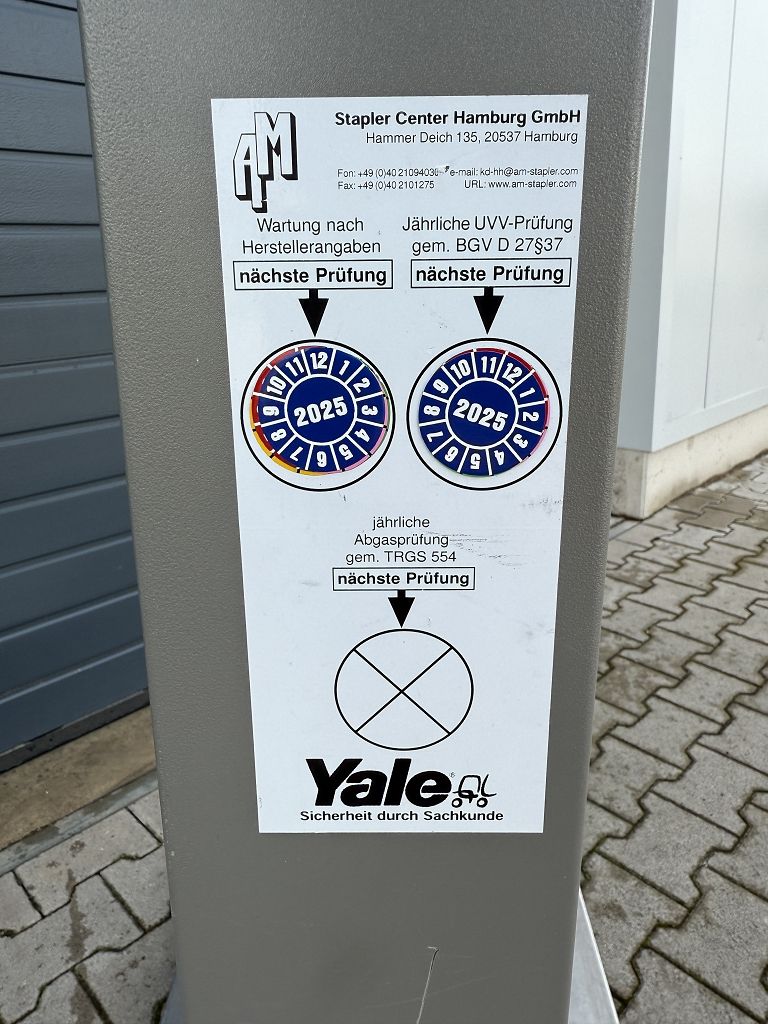 AM
Stapler Center Hamburg GmbH
Hammer Deich 135, 20537 Hamburg
Fon: +49 (0)40 2109403 e-mail: kd-hh@am-stapler.com
Fax: +49 (0)40 2101275 URL: www.am-stapler.com
Wartung nach
Herstellerangaben
nächste Prüfung
Jährliche UVV-Prüfung
gem. BGV D 27§37
nächste Prüfung
12 1 2 3 4 5 6 7 8 9 10 11
2025
11 12 1 2 3 4 5 6 7 8 9 10
2025
jährliche
Abgasprüfung
gem. TRGS 554
nächste Prüfung
Yale®
Sicherheit durch Sachkunde